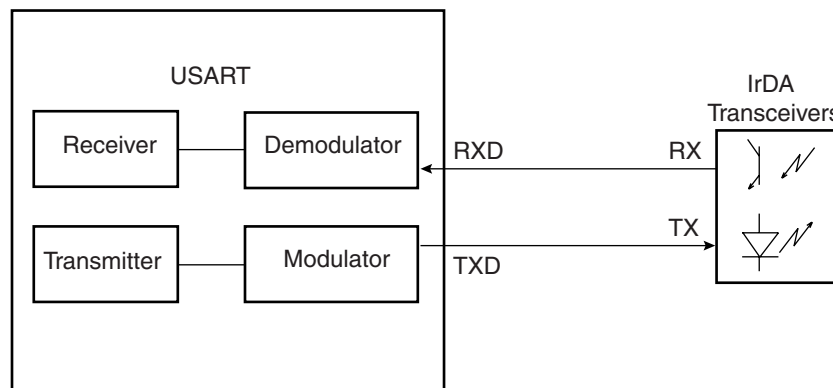 USART
IrDA
Transceivers
Receiver
Demodulator
RXD
RX
Transmitter
Modulator
TXD
TX